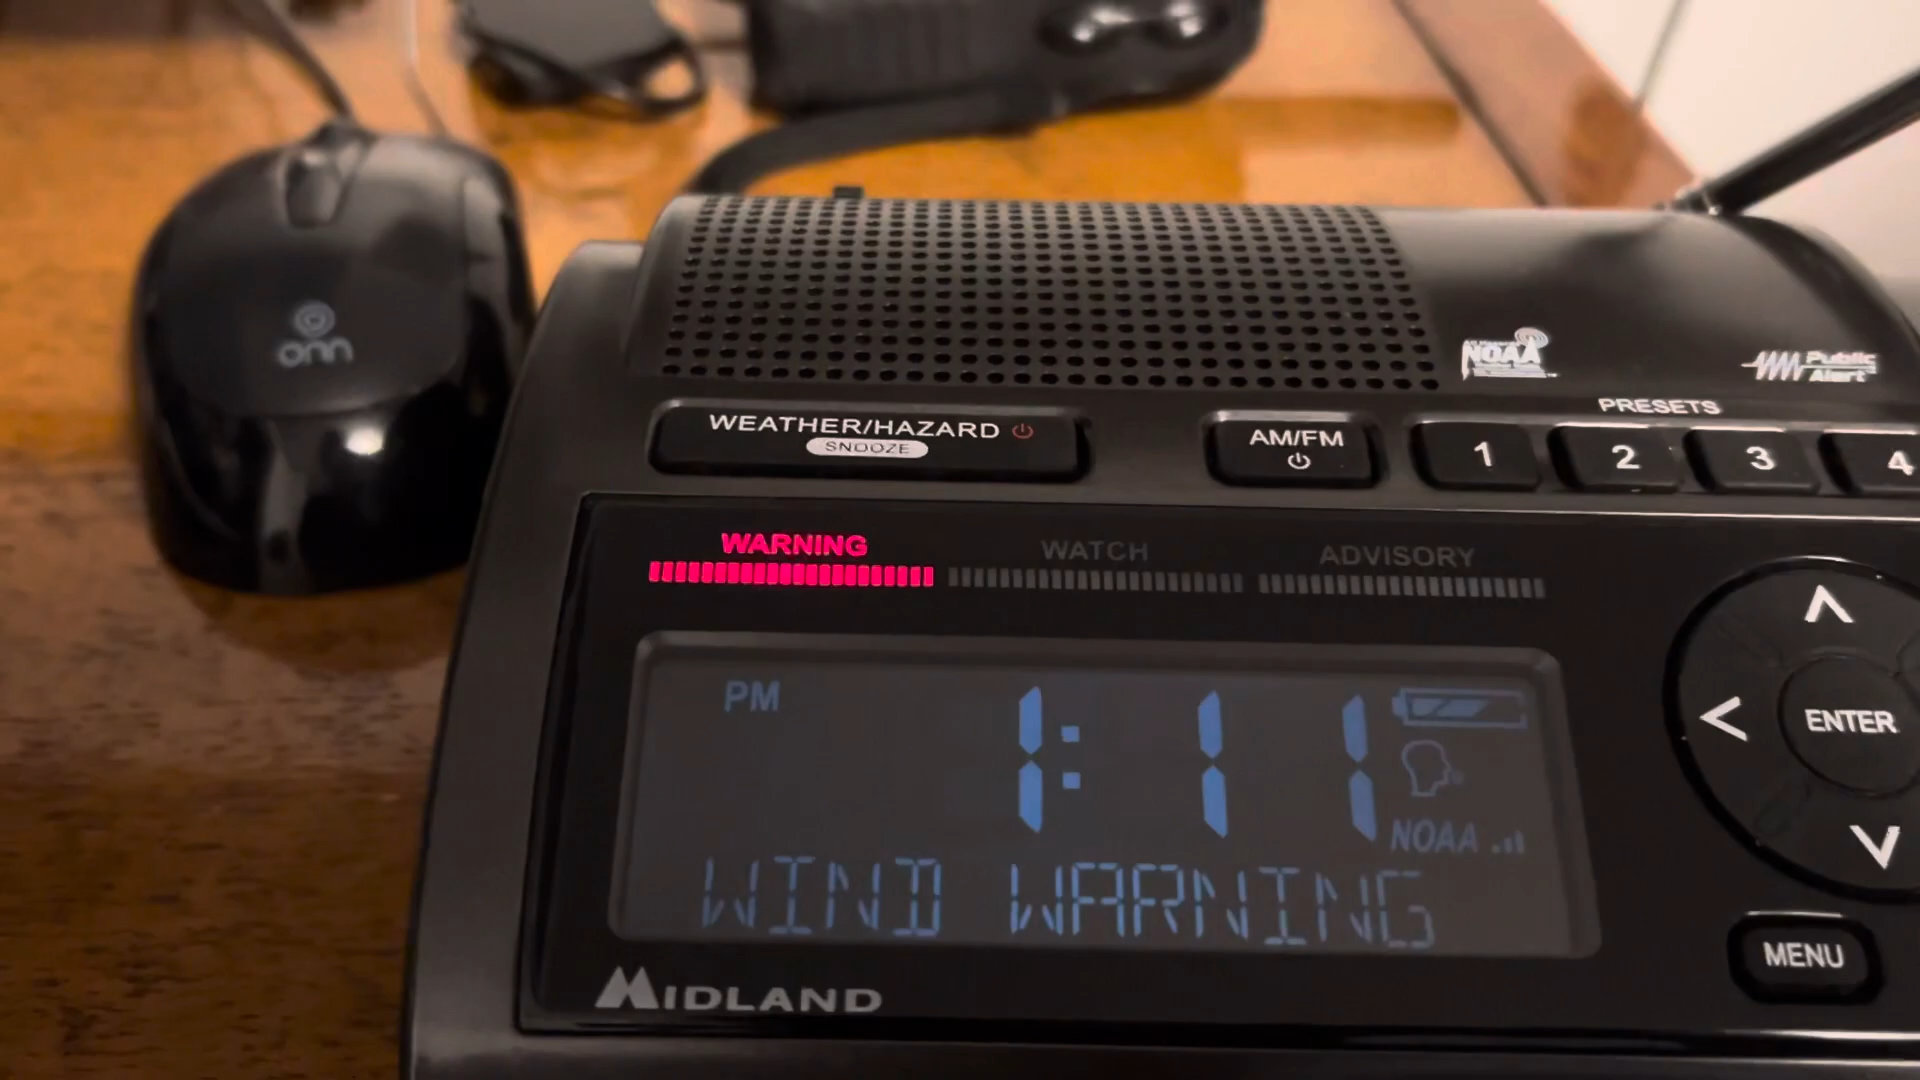 onn
NOAA
Public
Alert
PRESETS
WEATHER/HAZARD
SNOOZE
AM/FM
1
2
3
4
WARNING
WATCH
ADVISORY
PM
1:11
NOAA
WIND WARNING
ENTER
MENU
MIDLAND